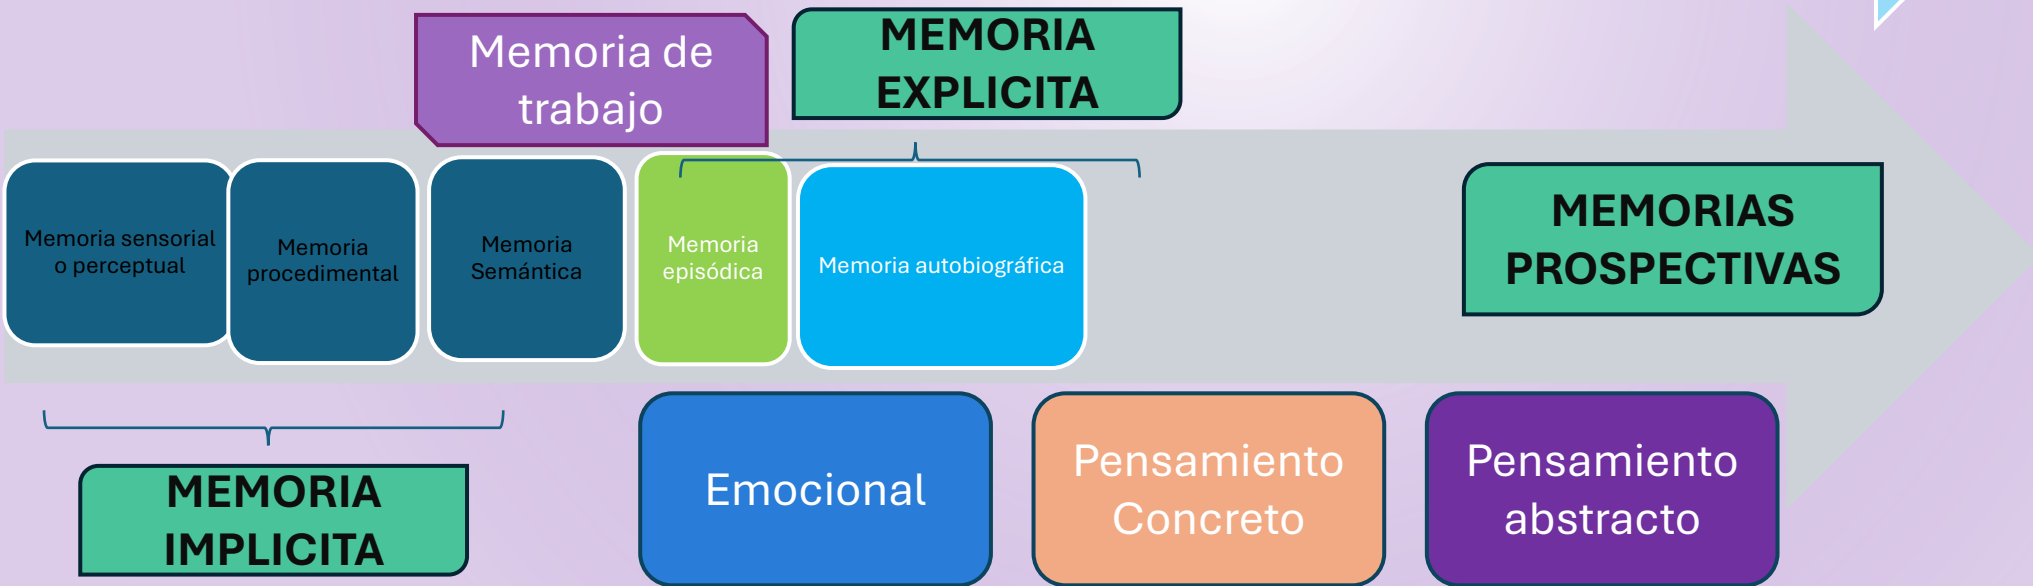 Memoria de
trabajo
MEMORIA
EXPLICITA
Memoria sensorial
o perceptual
Memoria
procedimental
Memoria
Semántica
Memoria
episódica
Memoria autobiográfica
MEMORIAS
PROSPECTIVAS
MEMORIA
IMPLICITA
Emocional
Pensamiento
Concreto
Pensamiento
abstracto